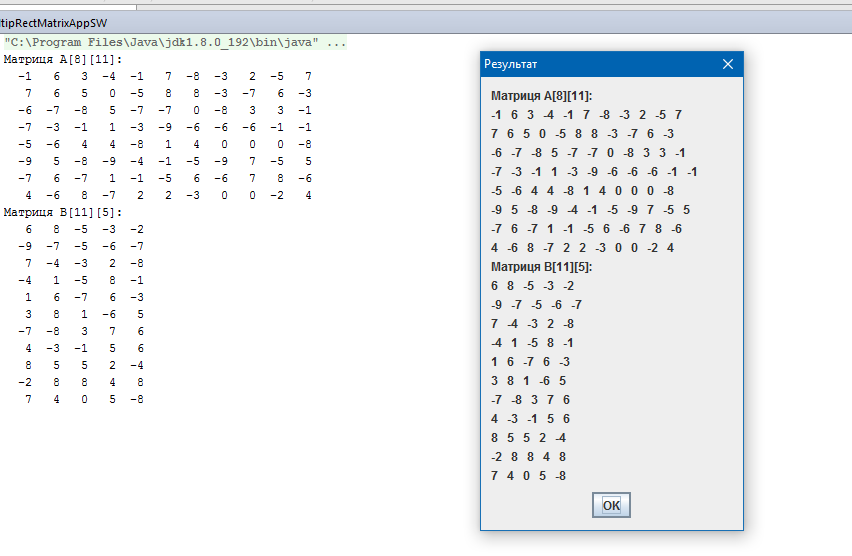 ltipRectMatrixAppSW
"C:\Program Files\Java\jdk1.8.0_192\bin\java" ...
Матриця A[8][11]:
-1 6 3 -4 -1 7 -8 -3 2 -5 7
7 6 5 0 -5 8 8 -3 -7 6 -3
-6 -7 -8 5 -7 -7 0 -8 3 3 -1
-7 -3 -1 1 -3 -9 -6 -6 -6 -1 -1
-5 -6 4 4 -8 1 4 0 0 0 -8
-9 5 -8 -9 -4 -1 -5 -9 7 -5 5
-7 6 -7 1 -1 -5 6 -6 7 8 -6
4 -6 8 -7 2 2 -3 0 0 -2 4
Матриця B[11][5]:
6 8 -5 -3 -2
-9 -7 -5 -6 -7
7 -4 -3 2 -8
-4 1 -5 8 -1
1 6 -7 6 -3
3 8 1 -6 5
-7 -8 3 7 6
4 -3 -1 5 6
8 5 5 2 -4
-2 8 8 4 8
7 4 0 5 -8
Результат
Матриця A[8][11]:
-1 6 3 -4 -1 7 -8 -3 2 -5 7
7 6 5 0 -5 8 8 -3 -7 6 -3
-6 -7 -8 5 -7 -7 0 -8 3 3 -1
-7 -3 -1 1 -3 -9 -6 -6 -6 -1 -1
-5 -6 4 4 -8 1 4 0 0 0 -8
-9 5 -8 -9 -4 -1 -5 -9 7 -5 5
-7 6 -7 1 -1 -5 6 -6 7 8 -6
4 -6 8 -7 2 2 -3 0 0 -2 4
Матриця B[11][5]:
6 8 -5 -3 -2
-9 -7 -5 -6 -7
7 -4 -3 2 -8
-4 1 -5 8 -1
1 6 -7 6 -3
3 8 1 -6 5
-7 -8 3 7 6
4 -3 -1 5 6
8 5 5 2 -4
-2 8 8 4 8
7 4 0 5 -8
OK